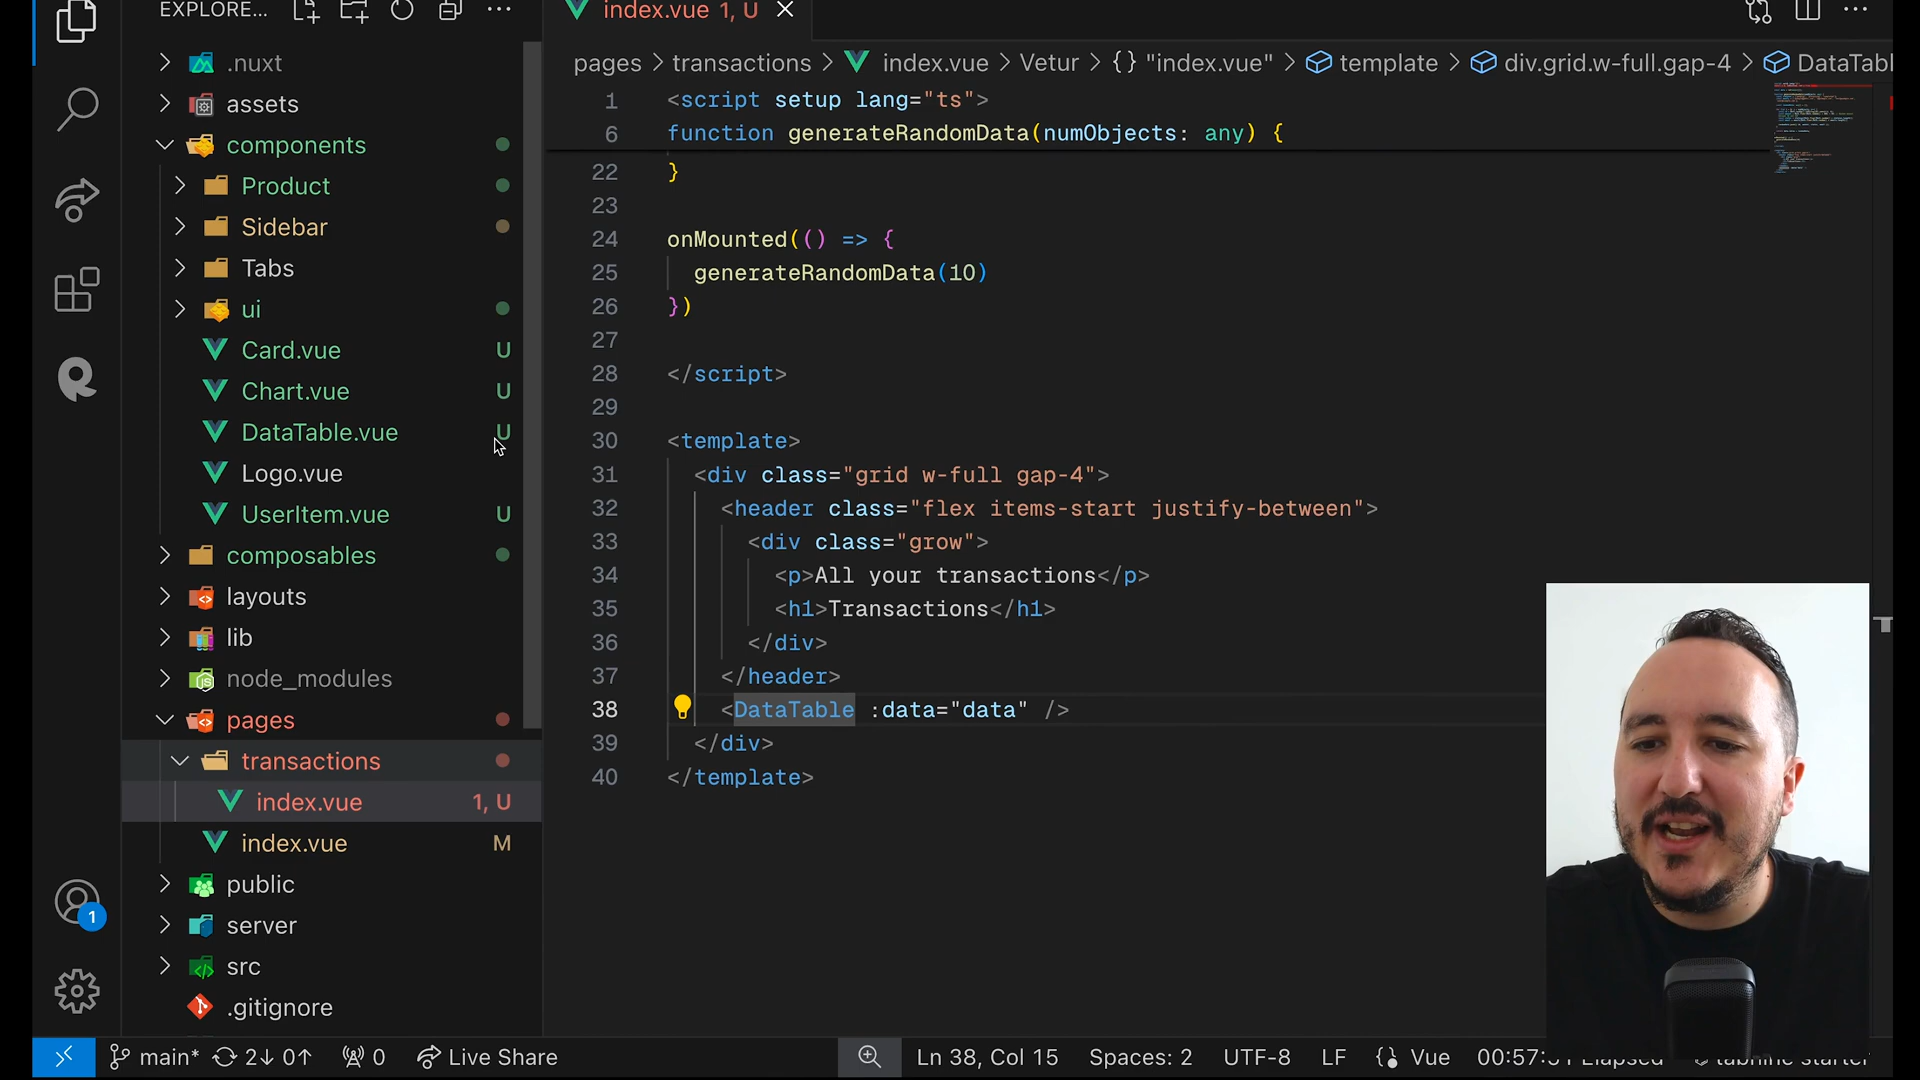 EXPLORE...
index.vue 1, U
pages > transactions > index.vue > Vetur > {} "index.vue" > template > div.grid.w-full.gap-4 > DataTabl
.nuxt
assets
components
Product
Sidebar
Tabs
ui
Card.vue U
Chart.vue U
DataTable.vue U
Logo.vue
UserItem.vue U
composables
layouts
lib
node_modules
pages
transactions
index.vue 1, U
index.vue M
public
server
src
.gitignore
1
1 <script setup lang="ts">
6 function generateRandomData(numObjects: any) {
22 }
23
24 onMounted(() => {
25 generateRandomData(10)
26 })
27
28 </script>
29
30 <template>
31 <div class="grid w-full gap-4">
32 <header class="flex items-start justify-between">
33 <div class="grow">
34 <p>All your transactions</p>
35 <h1>Transactions</h1>
36 </div>
37 </header>
38 <DataTable :data="data" />
39 </div>
40 </template>
main* 2↓ 0↑ 0 Live Share Ln 38, Col 15 Spaces: 2 UTF-8 LF Vue Elapsed tabnine starter